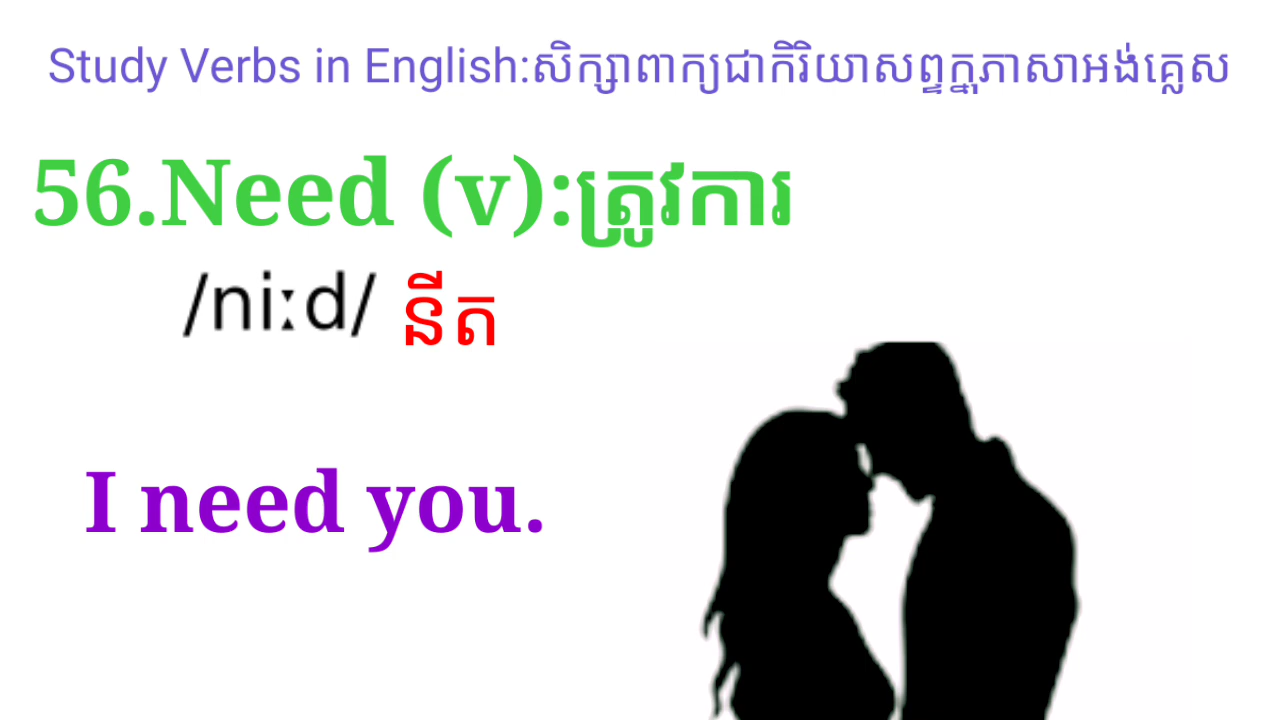 Study Verbs in English:សិក្សាពាក្យជាកិរិយាសព្ទក្នុភាសាអង់គ្លេស
56.Need (v):ត្រូវការ
/niːd/ នីត
I need you.